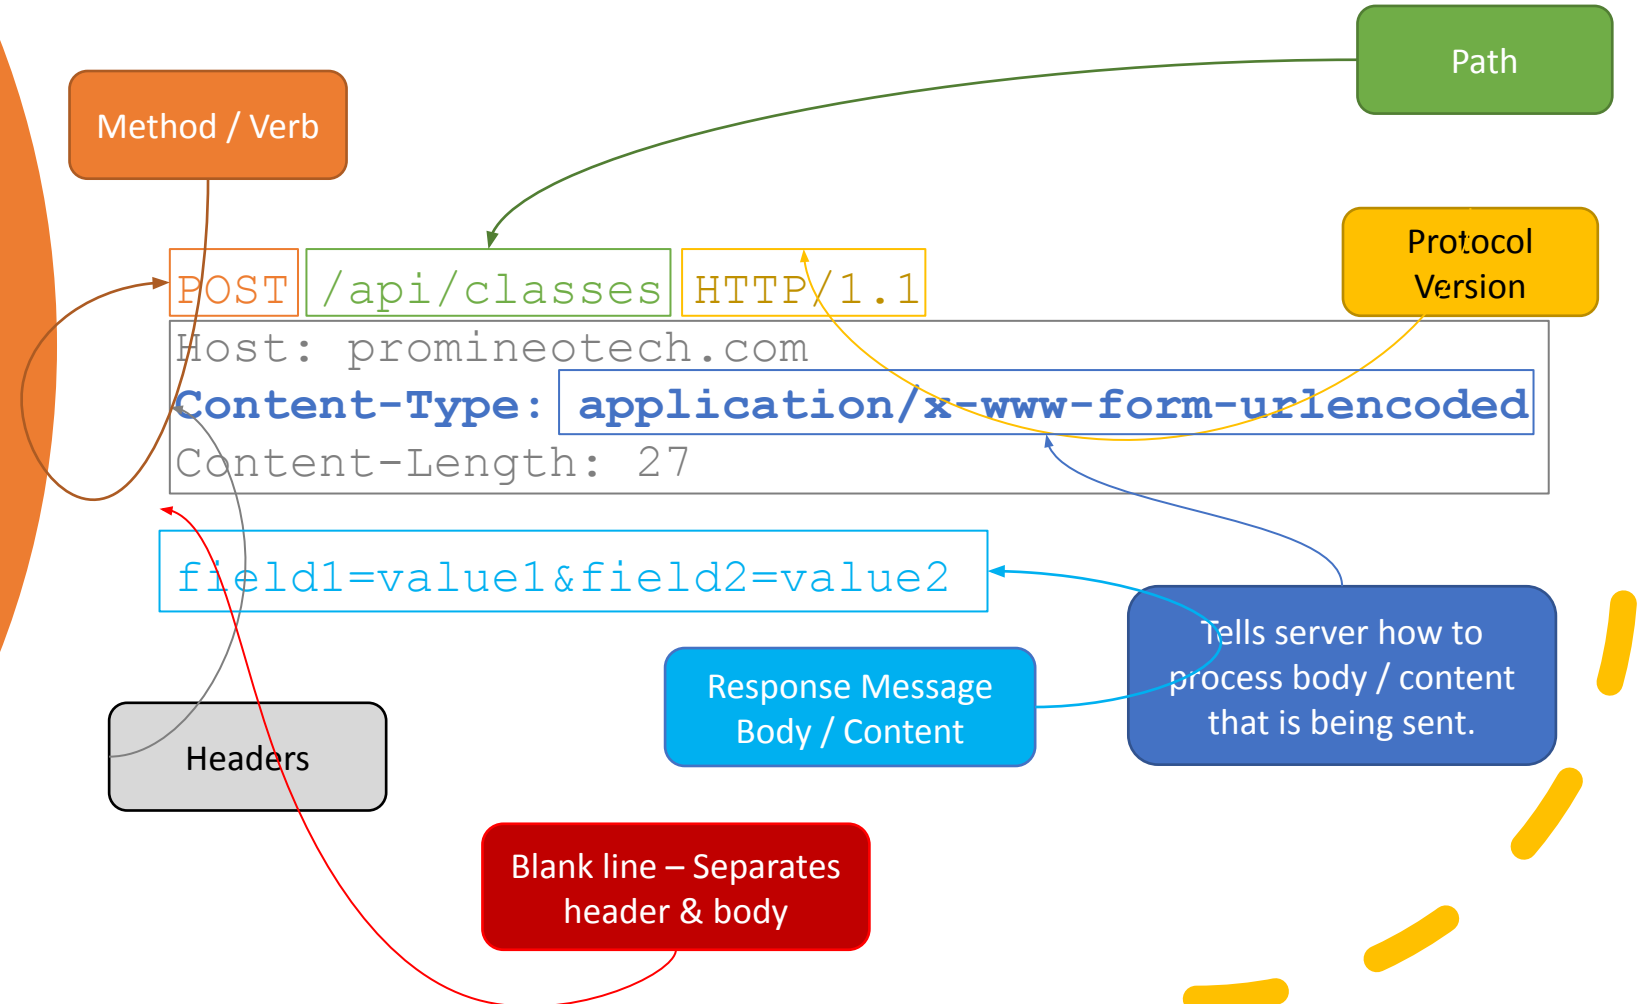 Path
Method / Verb
Protocol
Version
POST /api/classes HTTP/1.1
Host: promineotech.com
Content-Type: application/x-www-form-urlencoded
Content-Length: 27
field1=value1&field2=value2
Tells server how to
process body / content
that is being sent.
Response Message
Body / Content
Headers
Blank line – Separates
header & body